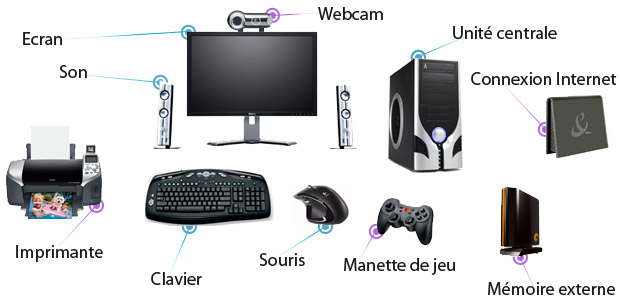 Webcam
Ecran
Unité centrale
Son
Connexion Internet
&
Imprimante
Clavier
Souris
Manette de jeu
Mémoire externe